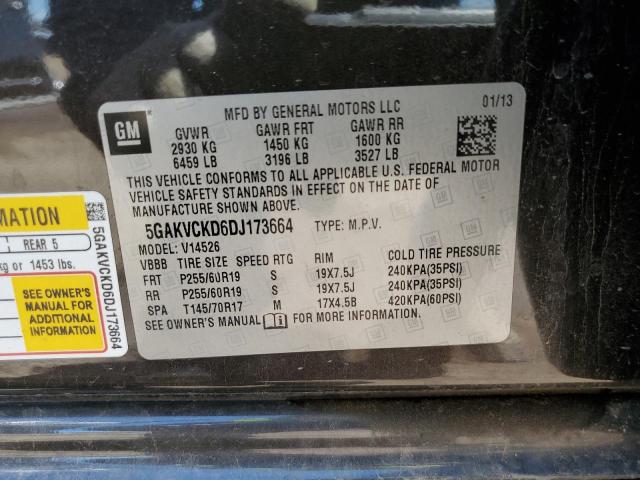 MFD BY GENERAL MOTORS LLC 01/13
GM
GVWR GAWR FRT GAWR RR
2930 KG 1450 KG 1600 KG
6459 LB 3196 LB 3527 LB
THIS VEHICLE CONFORMS TO ALL APPLICABLE U.S. FEDERAL MOTOR
VEHICLE SAFETY STANDARDS IN EFFECT ON THE DATE OF
MANUFACTURE SHOWN ABOVE.
5GAKVCKD6DJ173664 TYPE: M.P.V.
MODEL: V14526
VBBB TIRE SIZE SPEED RTG RIM COLD TIRE PRESSURE
FRT P255/60R19 S 19X7.5J 240KPA(35PSI)
RR P255/60R19 S 19X7.5J 240KPA(35PSI)
SPA T145/70R17 M 17X4.5B 420KPA(60PSI)
SEE OWNER'S MANUAL FOR MORE INFORMATION.
MATION
REAR 5
kg or 1453 lbs.
SEE OWNER'S
MANUAL FOR
ADDITIONAL
INFORMATION
5GAKVCKD6DJ173664